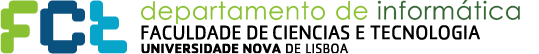 FCt departamento de informática
FACULDADE DE CIENCIAS E TECNOLOGIA
UNIVERSIDADE NOVA DE LISBOA